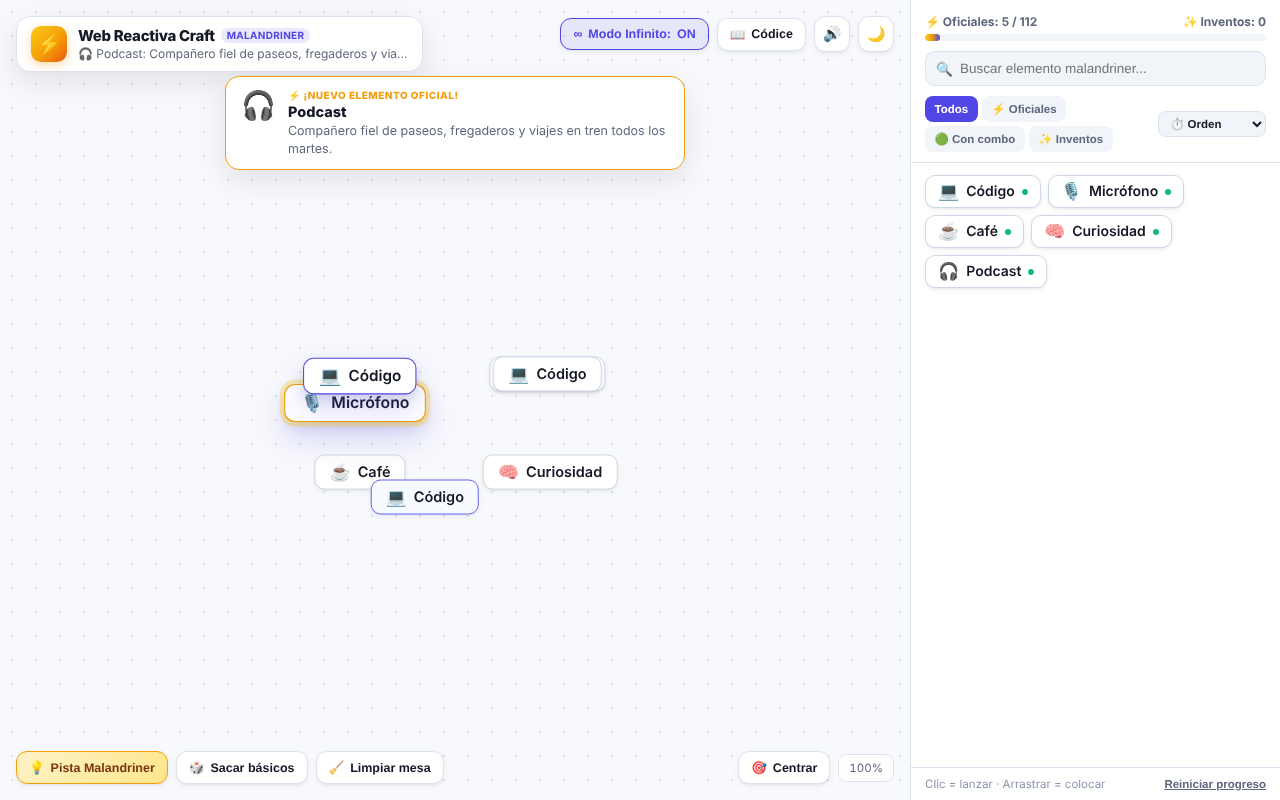 Web Reactiva Craft MALANDRINER
🎧 Podcast: Compañero fiel de paseos, fregaderos y via...
∞ Modo Infinito: ON
📖 Códice
⚡ ¡NUEVO ELEMENTO OFICIAL!
Podcast
Compañero fiel de paseos, fregaderos y viajes en tren todos los
martes.
Código
Micrófono
Código
Café
Curiosidad
Código
💡 Pista Malandriner
🎲 Sacar básicos
🧹 Limpiar mesa
🎯 Centrar
100%
⚡ Oficiales: 5 / 112
✨ Inventos: 0
🔍 Buscar elemento malandriner...
Todos
⚡ Oficiales
🟢 Con combo
✨ Inventos
⏱️ Orden
💻 Código
🎙️ Micrófono
☕ Café
🧠 Curiosidad
🎧 Podcast
Clic = lanzar · Arrastrar = colocar
Reiniciar progreso